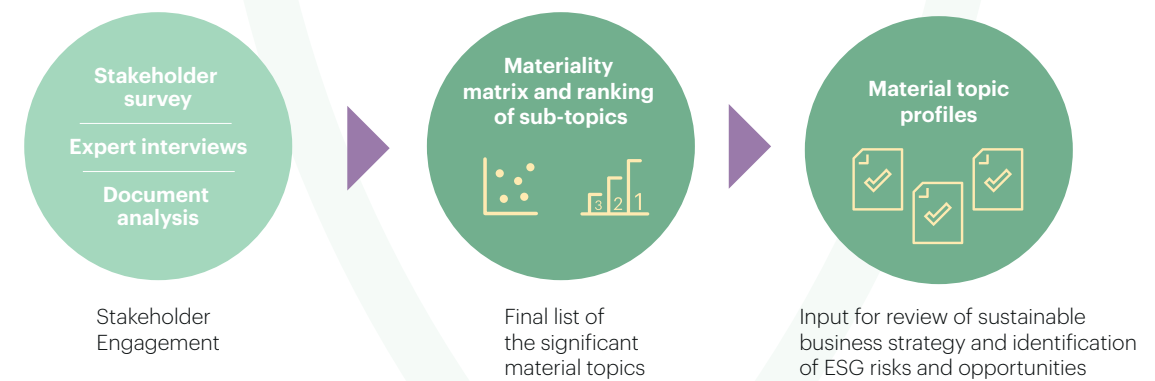 Stakeholder
survey
Expert interviews
Document
analysis
Stakeholder
Engagement
Materiality
matrix and ranking
of sub-topics
3 2 1
Final list of
the significant
material topics
Material topic
profiles
Input for review of sustainable
business strategy and identification
of ESG risks and opportunities